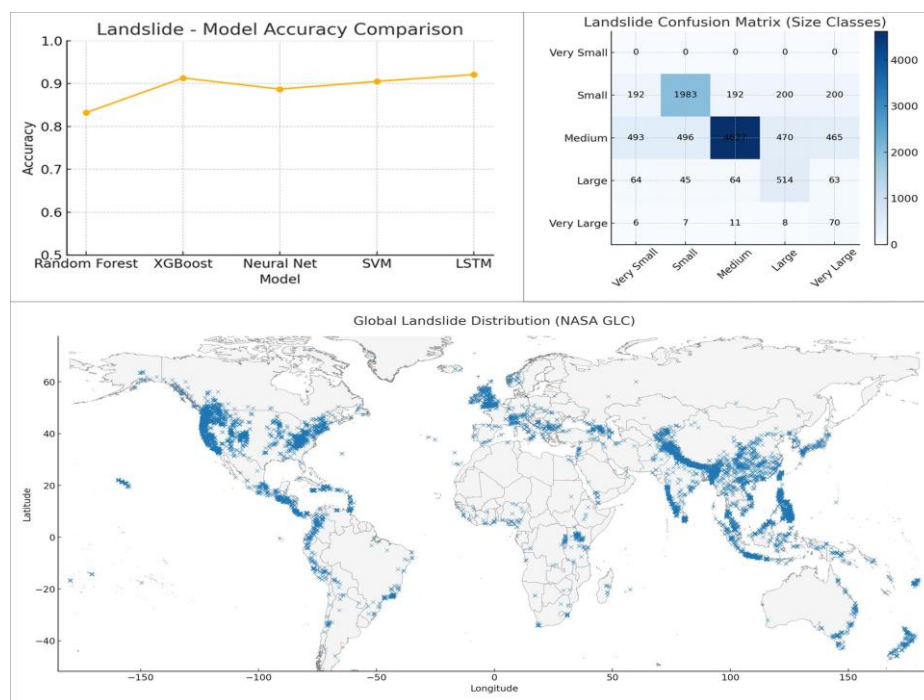 Landslide - Model Accuracy Comparison
1.0
0.9
0.8
0.7
0.6
0.5
Accuracy
Random Forest XGBoost Neural Net SVM LSTM
Model
Landslide Confusion Matrix (Size Classes)
Very Small 0 0 0 0 0
Small 192 1983 192 200 200
Medium 493 496 4627 470 465
Large 64 45 64 514 63
Very Large 6 7 11 8 70
Very Small Small Medium Large Very Large
4000
3000
2000
1000
0
Global Landslide Distribution (NASA GLC)
60
40
20
0
−20
−40
Latitude
−150 −100 −50 0 50 100 150
Longitude